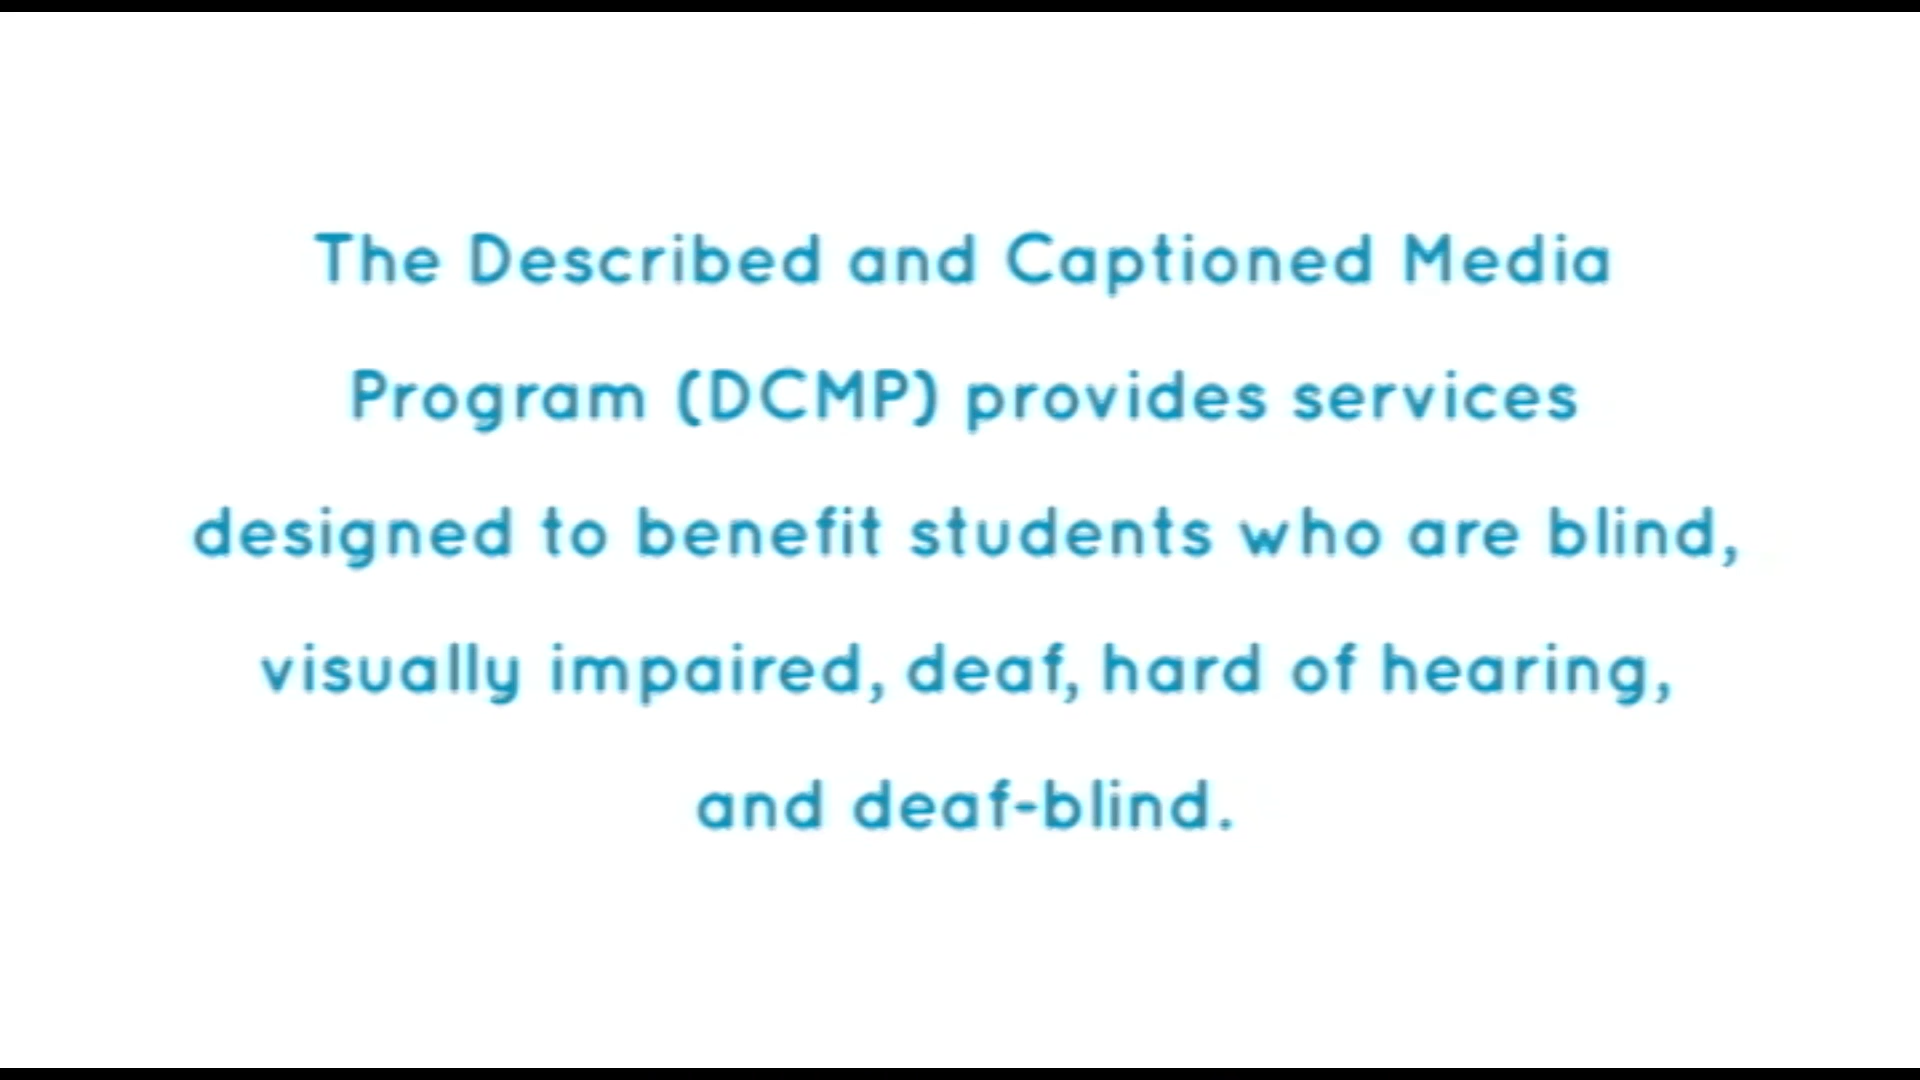 The Described and Captioned Media
Program (DCMP) provides services
designed to benefit students who are blind,
visually impaired, deaf, hard of hearing,
and deaf-blind.